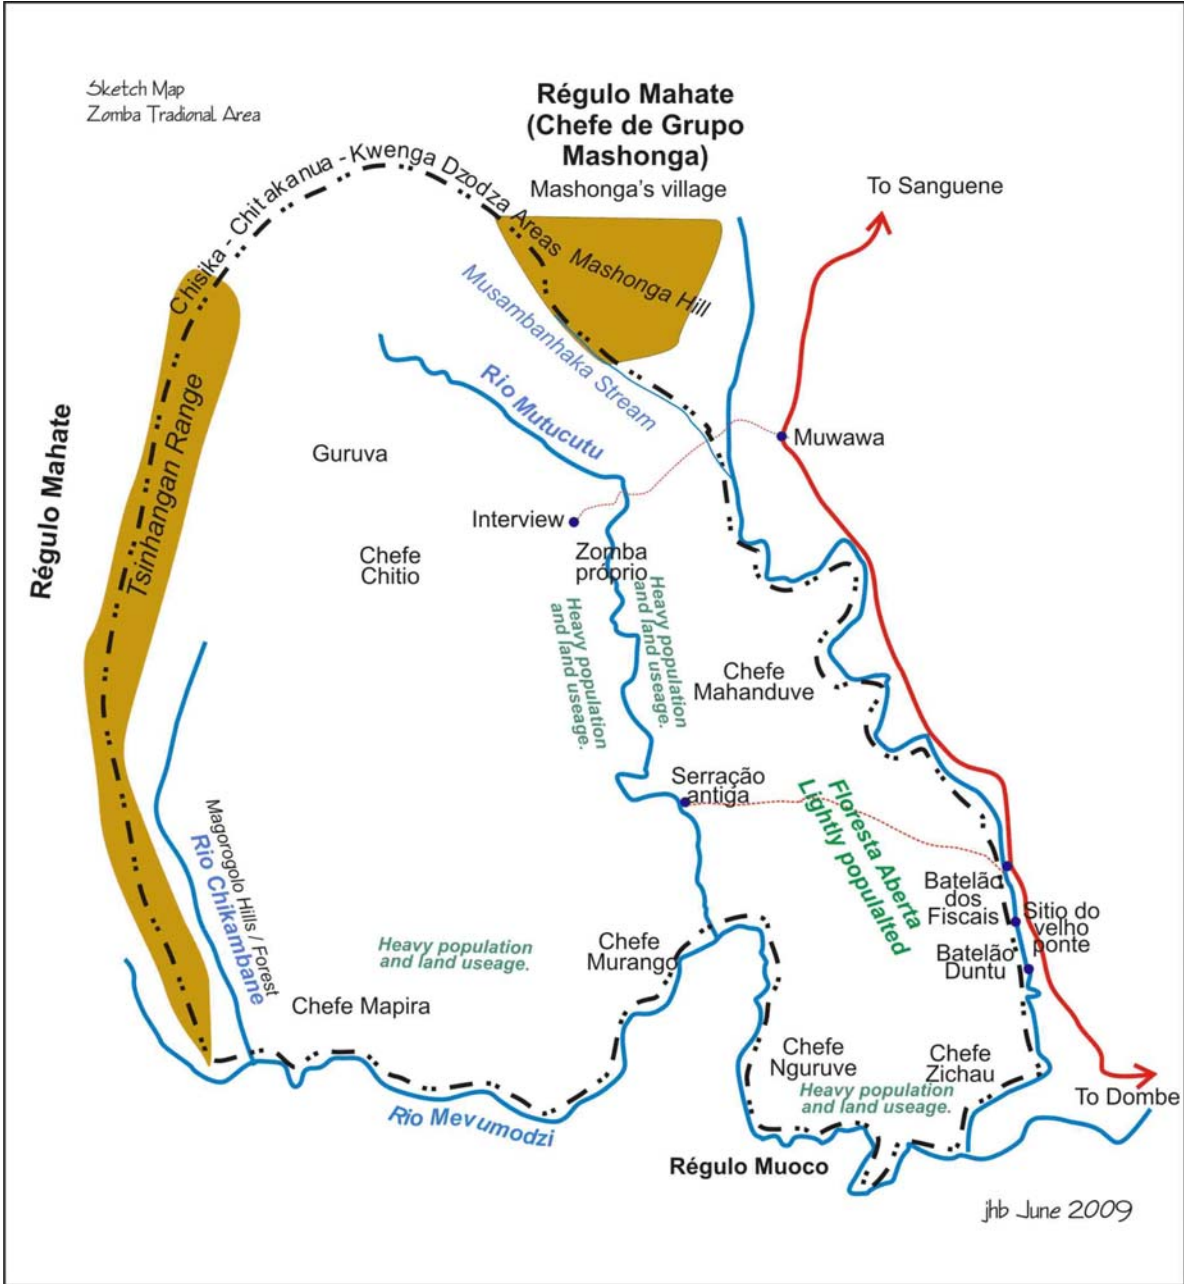 Sketch Map
Zomba Tradional Area
Régulo Mahate
(Chefe de Grupo
Mashonga)
Mashonga's village
To Sanguene
Chisika - Chitakanua - Kwenga Dzodza Areas
Mashonga Hill
Musambanhaka Stream
Rio Mutucutu
Régulo Mahate
Tsinhangan Range
Guruva
Muwawa
Interview
Chefe
Chitio
Zomba
próprio
Heavy population
and land useage.
Heavy population
and land useage.
Chefe
Mahanduve
Serração
antiga
Floresta Aberta
Lightly populalted
Magorogolo Hills / Forest
Rio Chikambane
Batelão
dos
Fiscais
Sitio do
velho
ponte
Batelão
Duntu
Heavy population
and land useage.
Chefe
Murango
Chefe Mapira
Chefe
Nguruve
Chefe
Zichau
Heavy population
and land useage.
To Dombe
Rio Mevumodzi
Régulo Muoco
jhb June 2009